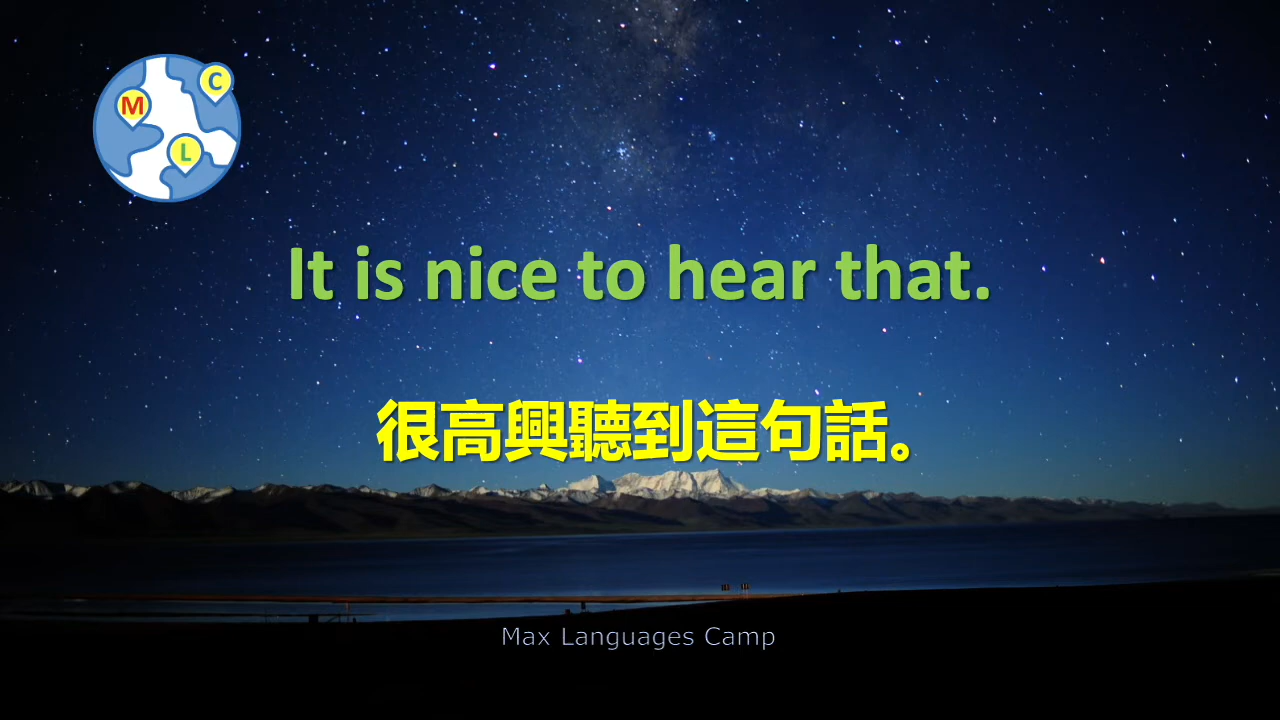 M
C
L
It is nice to hear that.
很高興聽到這句話。
Max Languages Camp